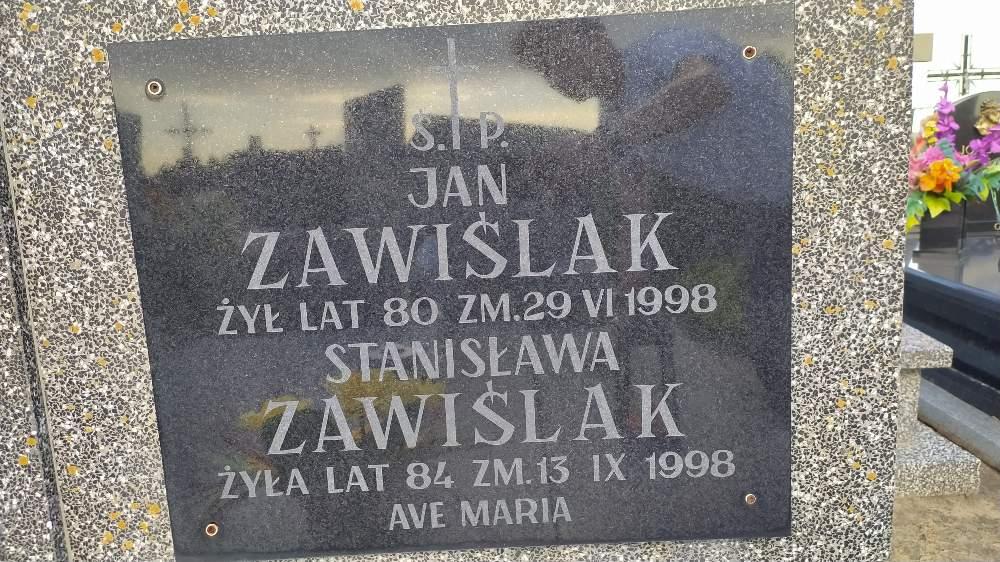 Ś. P.
JAN
ZAWIŚLAK
ŻYŁ LAT 80 ZM. 29 VI 1998
STANISŁAWA
ZAWIŚLAK
ŻYŁA LAT 84 ZM. 13 IX 1998
AVE MARIA